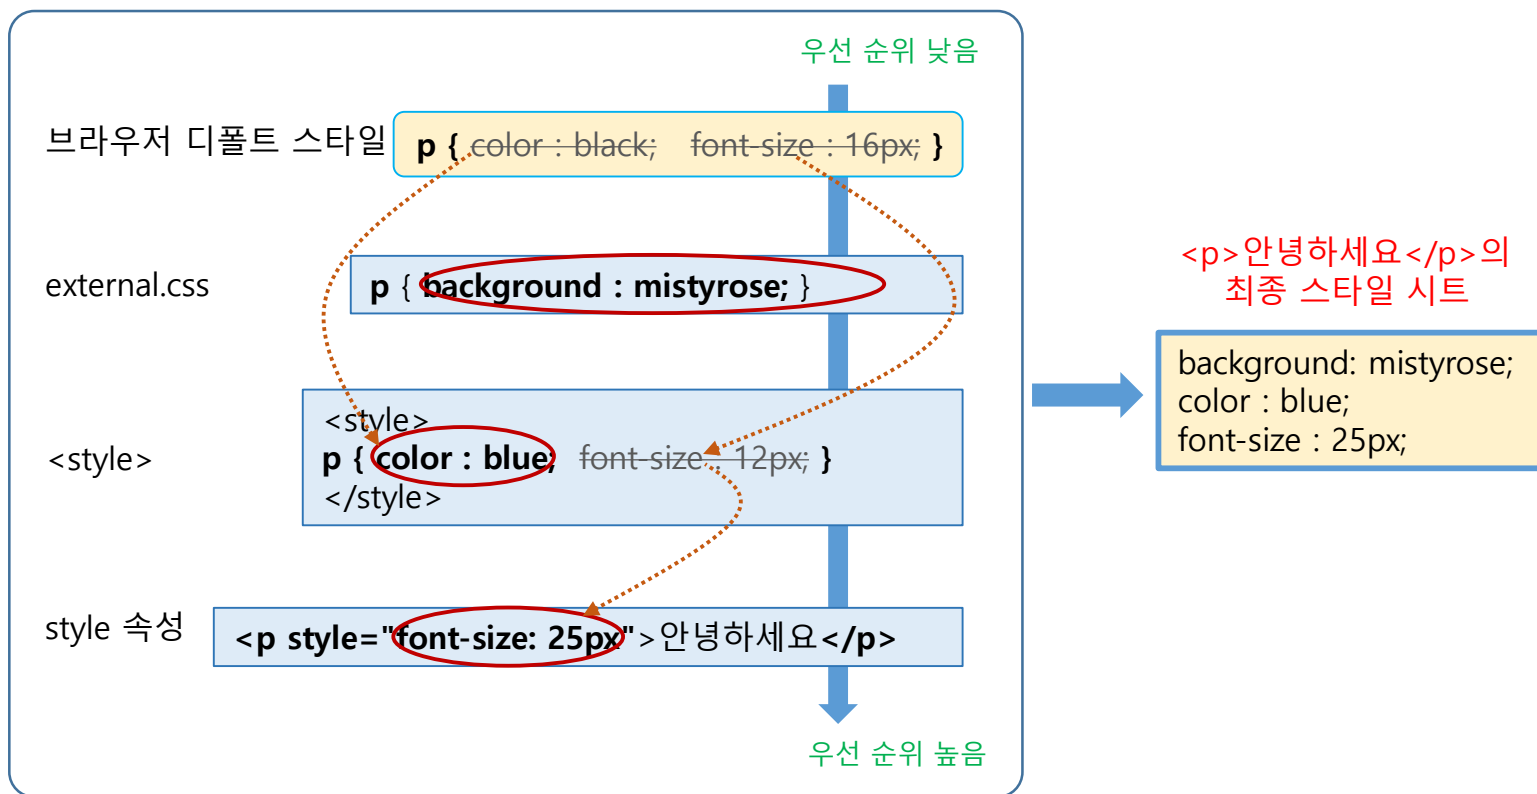 우선 순위 낮음
브라우저 디폴트 스타일
p { color : black; font-size : 16px; }
external.css
p { background : mistyrose; }
<style>
<style>
p { color : blue; font-size : 12px; }
</style>
style 속성
<p style="font-size: 25px">안녕하세요</p>
우선 순위 높음
<p>안녕하세요</p>의
최종 스타일 시트
background: mistyrose;
color : blue;
font-size : 25px;